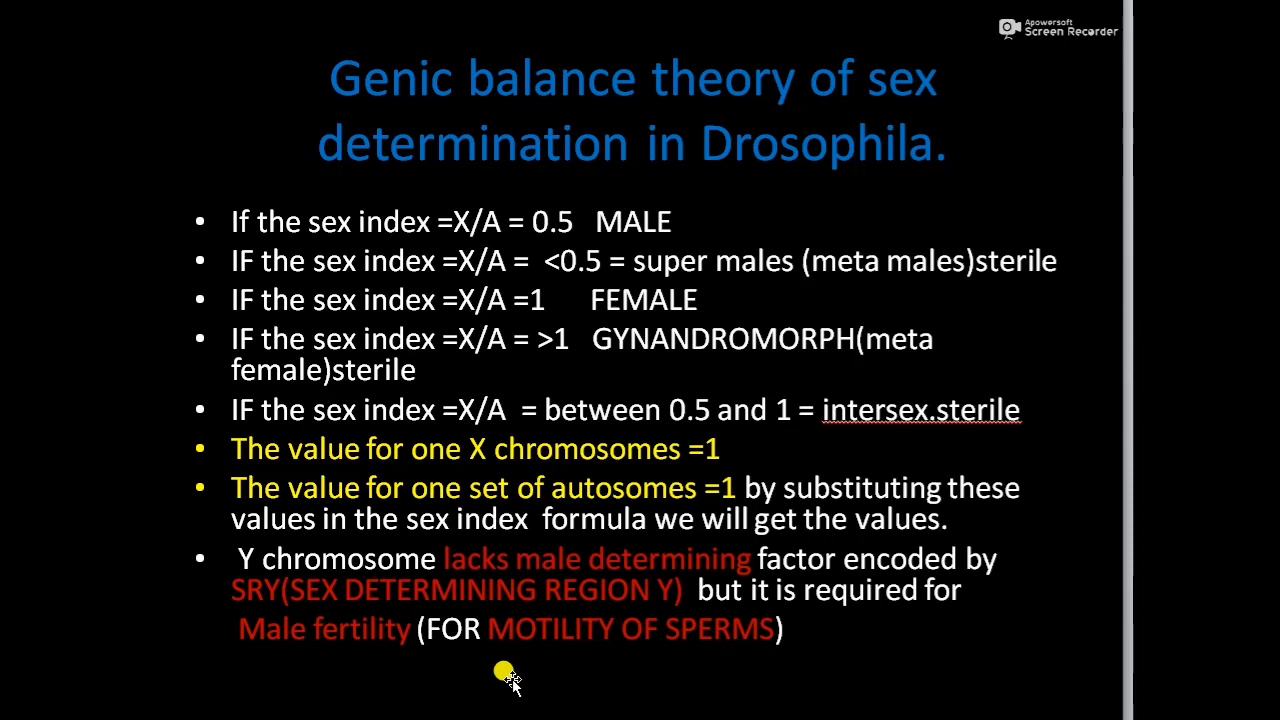 Apowersoft
Screen Recorder
Genic balance theory of sex
determination in Drosophila.
• If the sex index =X/A = 0.5 MALE
• IF the sex index =X/A = <0.5 = super males (meta males)sterile
• IF the sex index =X/A =1 FEMALE
• IF the sex index =X/A = >1 GYNANDROMORPH(meta
female)sterile
• IF the sex index =X/A = between 0.5 and 1 = intersex.sterile
• The value for one X chromosomes =1
• The value for one set of autosomes =1 by substituting these
values in the sex index formula we will get the values.
• Y chromosome lacks male determining factor encoded by
SRY(SEX DETERMINING REGION Y) but it is required for
Male fertility (FOR MOTILITY OF SPERMS)